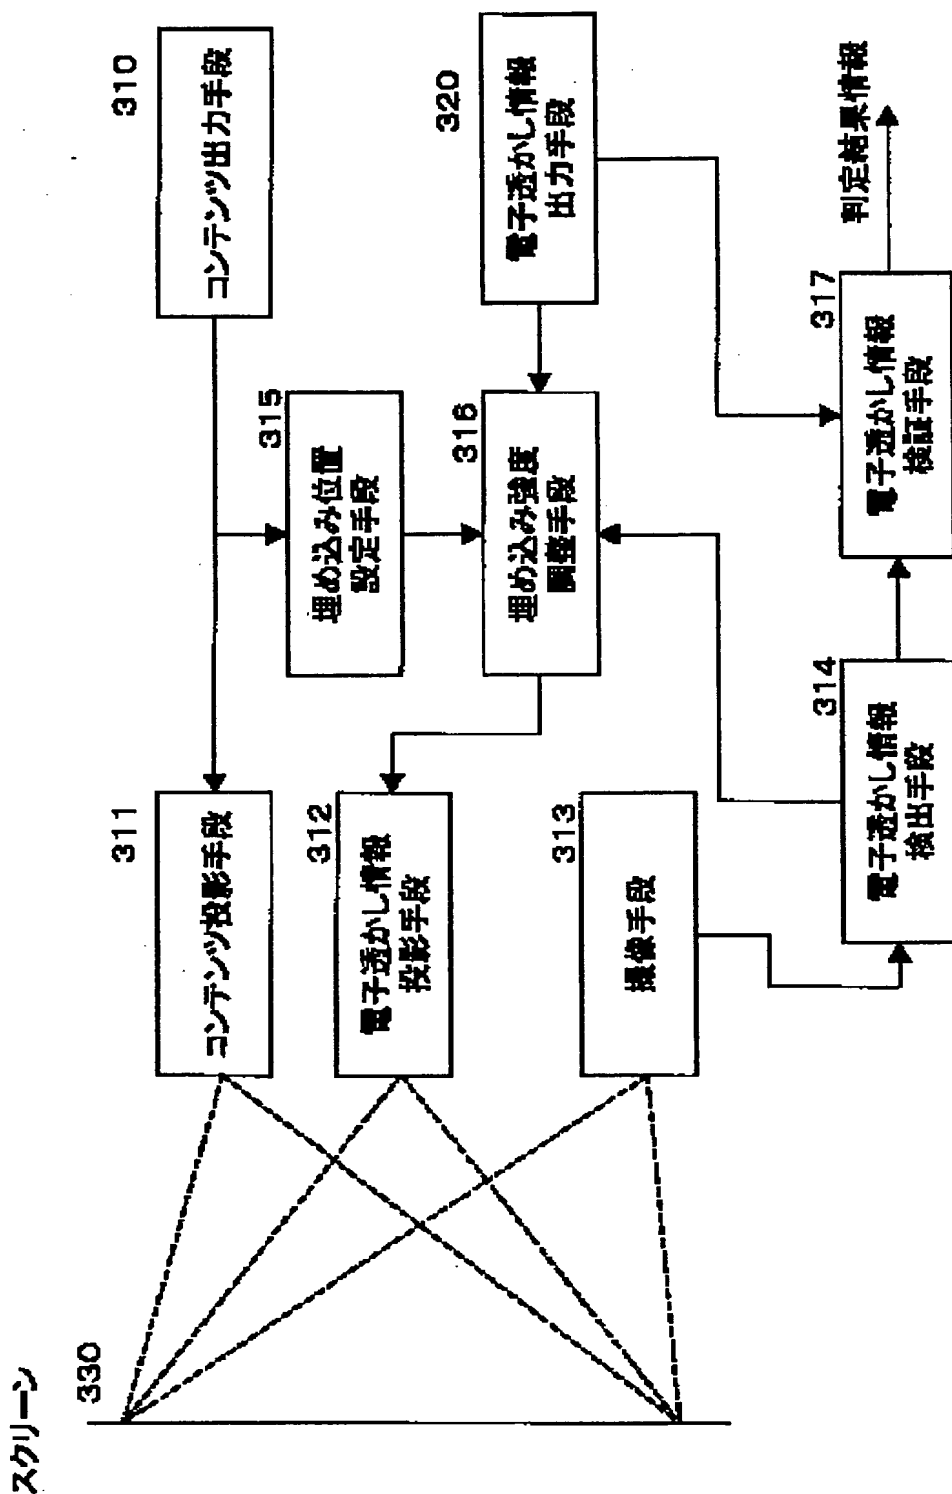 スクリーン
330
311
コンテンツ投影手段
310
コンテンツ出力手段
312
電子透かし情報
投影手段
315
埋め込み位置
設定手段
316
埋め込み強度
調整手段
320
電子透かし情報
出力手段
313
撮像手段
314
電子透かし情報
検出手段
317
電子透かし情報
検証手段
判定結果情報